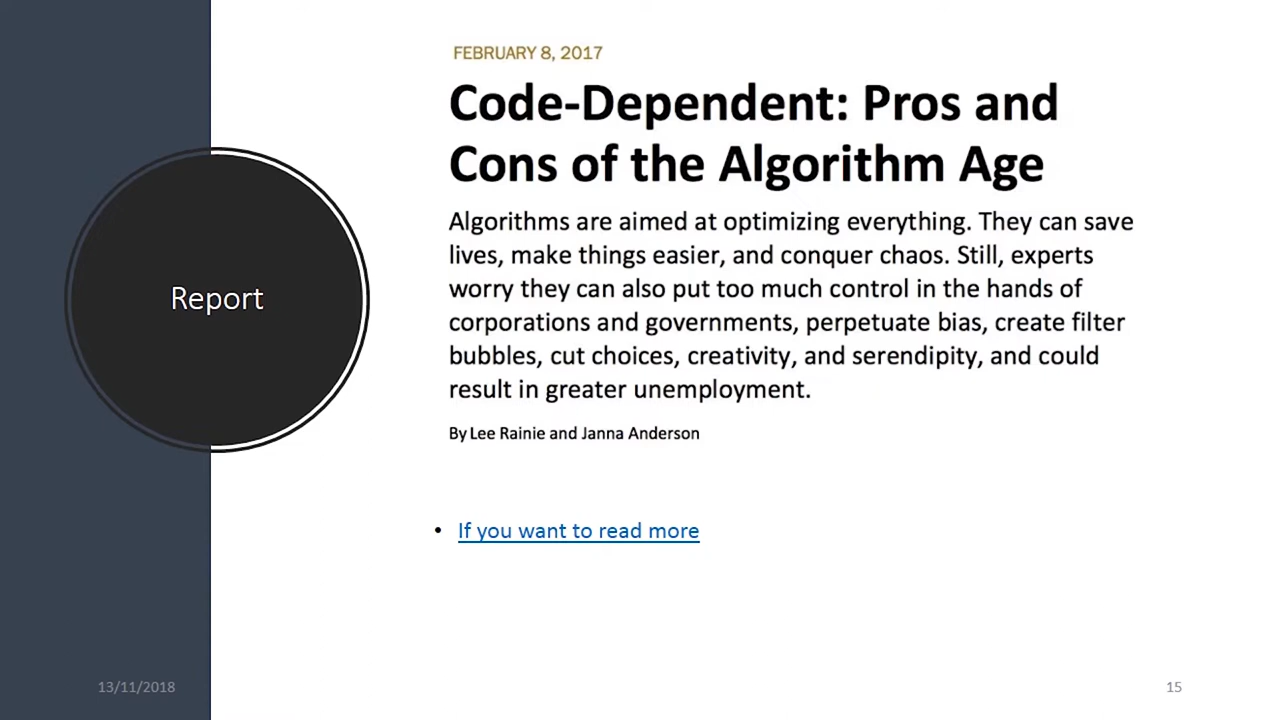 FEBRUARY 8, 2017
Code-Dependent: Pros and
Cons of the Algorithm Age
Algorithms are aimed at optimizing everything. They can save
lives, make things easier, and conquer chaos. Still, experts
worry they can also put too much control in the hands of
corporations and governments, perpetuate bias, create filter
bubbles, cut choices, creativity, and serendipity, and could
result in greater unemployment.
By Lee Rainie and Janna Anderson
Report
• If you want to read more
13/11/2018
15